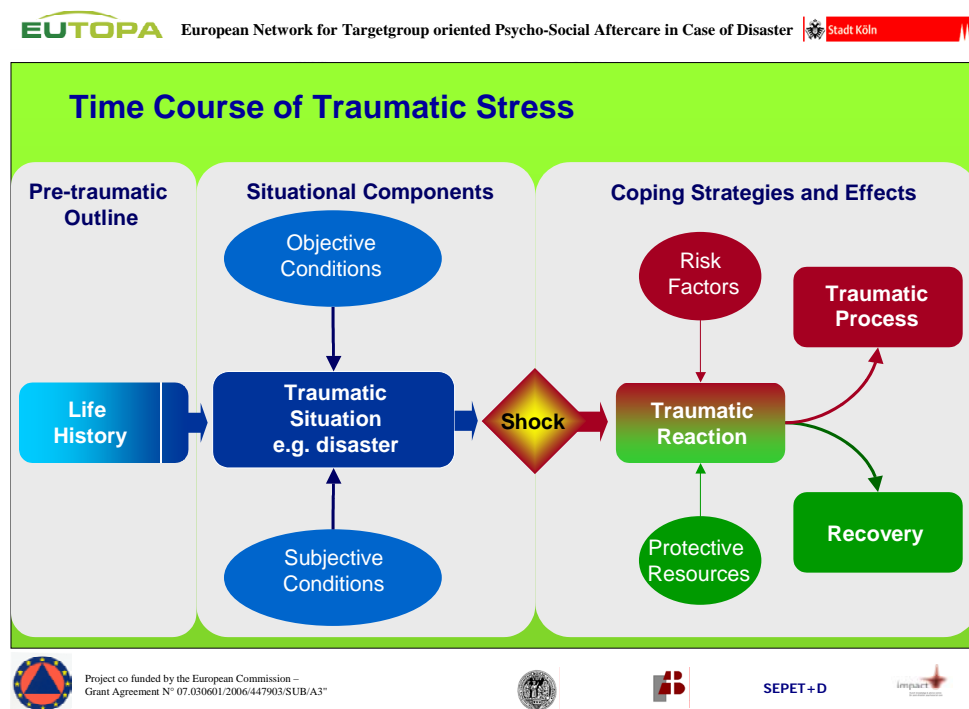 EUTOPA European Network for Targetgroup oriented Psycho-Social Aftercare in Case of Disaster Stadt Köln
Time Course of Traumatic Stress
Pre-traumatic
Outline
Situational Components
Coping Strategies and Effects
Objective
Conditions
Risk
Factors
Traumatic
Process
Life
History
Traumatic
Situation
e.g. disaster
Shock
Traumatic
Reaction
Subjective
Conditions
Protective
Resources
Recovery
Project co funded by the European Commission –
Grant Agreement N° 07.030601/2006/447903/SUB/A3"
SEPET+D
impact